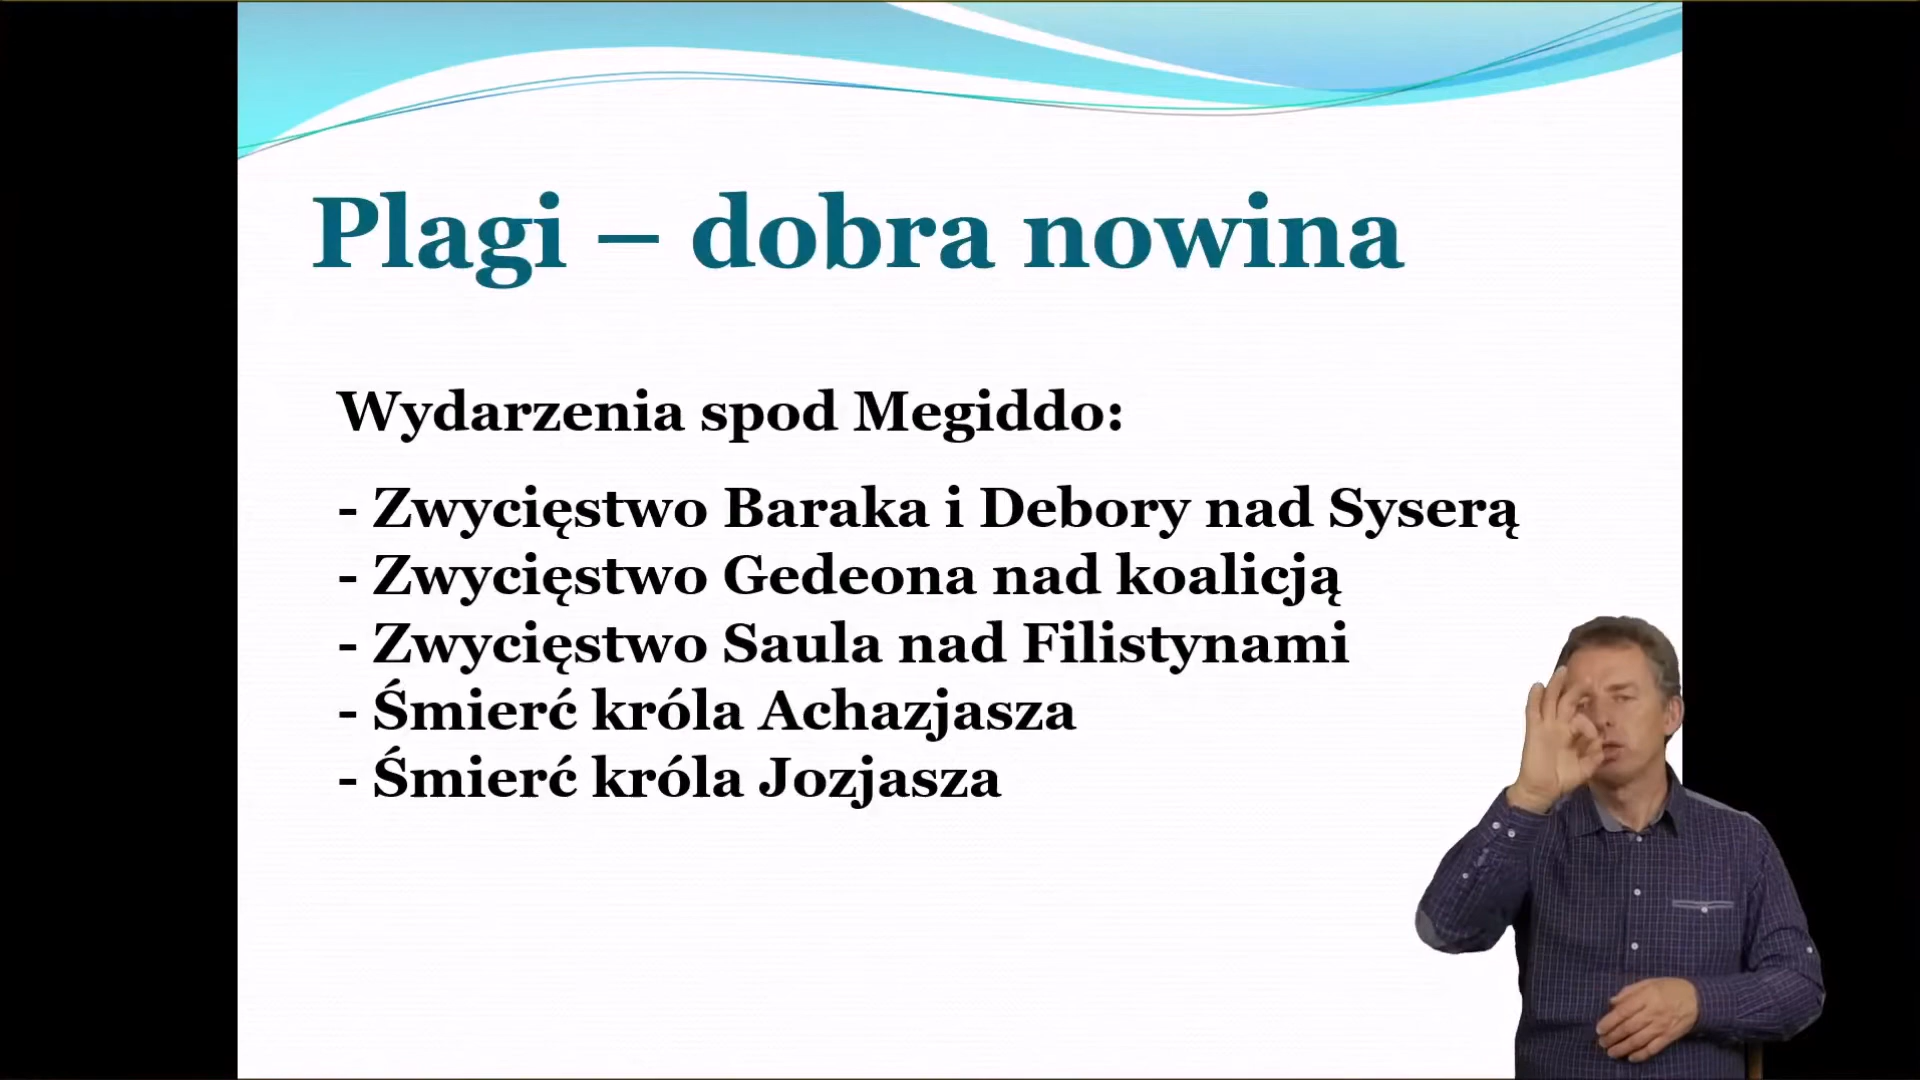 Plagi – dobra nowina
Wydarzenia spod Megiddo:
- Zwycięstwo Baraka i Debory nad Syserą
- Zwycięstwo Gedeona nad koalicją
- Zwycięstwo Saula nad Filistynami
- Śmierć króla Achazjasza
- Śmierć króla Jozjasza